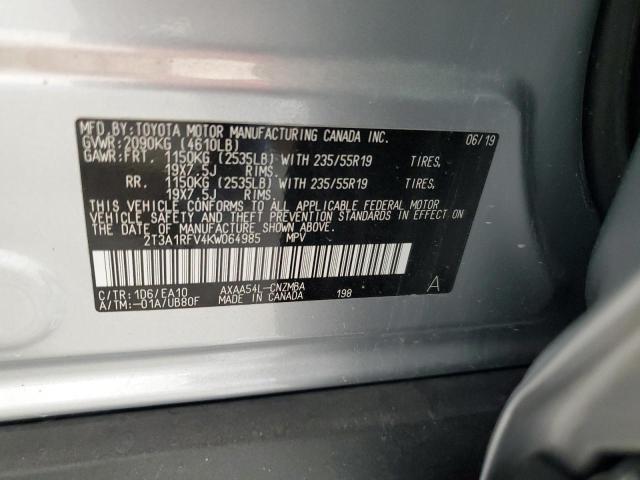 MFD. BY: TOYOTA MOTOR MANUFACTURING CANADA INC. 06/19
GVWR: 2090KG (4610LB)
GAWR: FRT. 1150KG (2535LB) WITH 235/55R19 TIRES.
19X7.5J RIMS.
RR. 1150KG (2535LB) WITH 235/55R19 TIRES.
19X7.5J RIMS.
THIS VEHICLE CONFORMS TO ALL APPLICABLE FEDERAL MOTOR
VEHICLE SAFETY AND THEFT PREVENTION STANDARDS IN EFFECT ON
THE DATE OF MANUFACTURE SHOWN ABOVE.
2T3A1RFV4KW064985 MPV
C/TR: 1D6/EA10 AXAA54L-CNZMBA A
A/TM: -01A/UB80F MADE IN CANADA 198